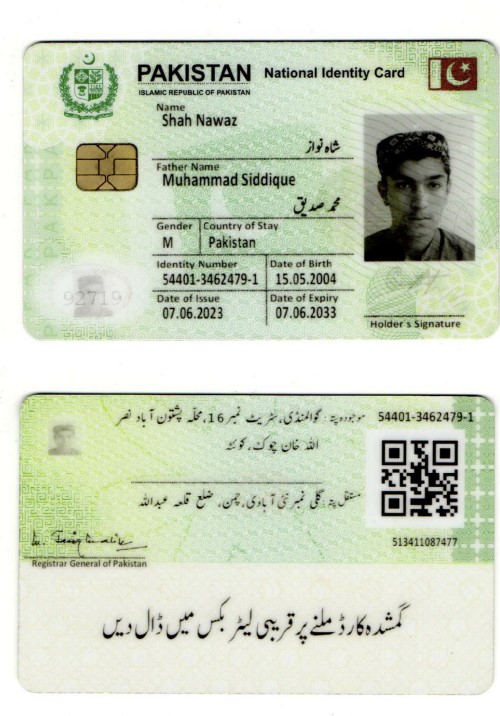 PAKISTAN National Identity Card
ISLAMIC REPUBLIC OF PAKISTAN
Name
Shah Nawaz
شاہ نواز
Father Name
Muhammad Siddique
محمد صدیق
Gender Country of Stay
M Pakistan
Identity Number Date of Birth
54401-3462479-1 15.05.2004
Date of Issue Date of Expiry
07.06.2023 07.06.2033
92719
Holder's Signature
54401-3462479-1
موجودہ پتہ: گوالمنڈی، سٹریٹ نمبر 16، محلہ پشتون آباد نصر
اللہ خان چوک، کوئٹہ
مستقل پتہ: گلی نمبر نئی آبادی، چمن، ضلع قلعہ عبداللہ
513411087477
Registrar General of Pakistan
گمشدہ کارڈ ملنے پر قریبی لیٹر بکس میں ڈال دیں